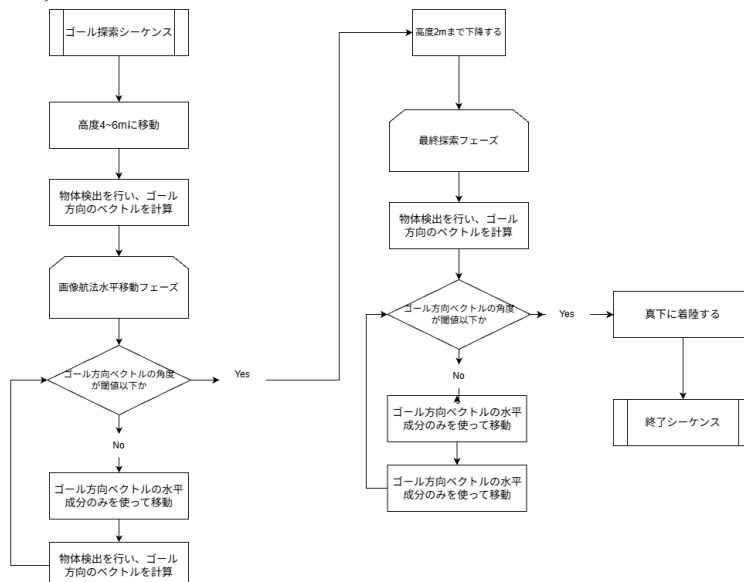 ゴール探索シーケンス
高度4~6mに移動
物体検出を行い、ゴール
方向のベクトルを計算
画像航法水平移動フェーズ
ゴール方向ベクトルの角度
が閾値以下か
Yes
No
ゴール方向ベクトルの水平
成分のみを使って移動
物体検出を行い、ゴール
方向のベクトルを計算
高度2mまで下降する
最終探索フェーズ
物体検出を行い、ゴール
方向のベクトルを計算
ゴール方向ベクトルの角度
が閾値以下か
Yes
No
ゴール方向ベクトルの水平
成分のみを使って移動
ゴール方向ベクトルの水平
成分のみを使って移動
真下に着陸する
終了シーケンス